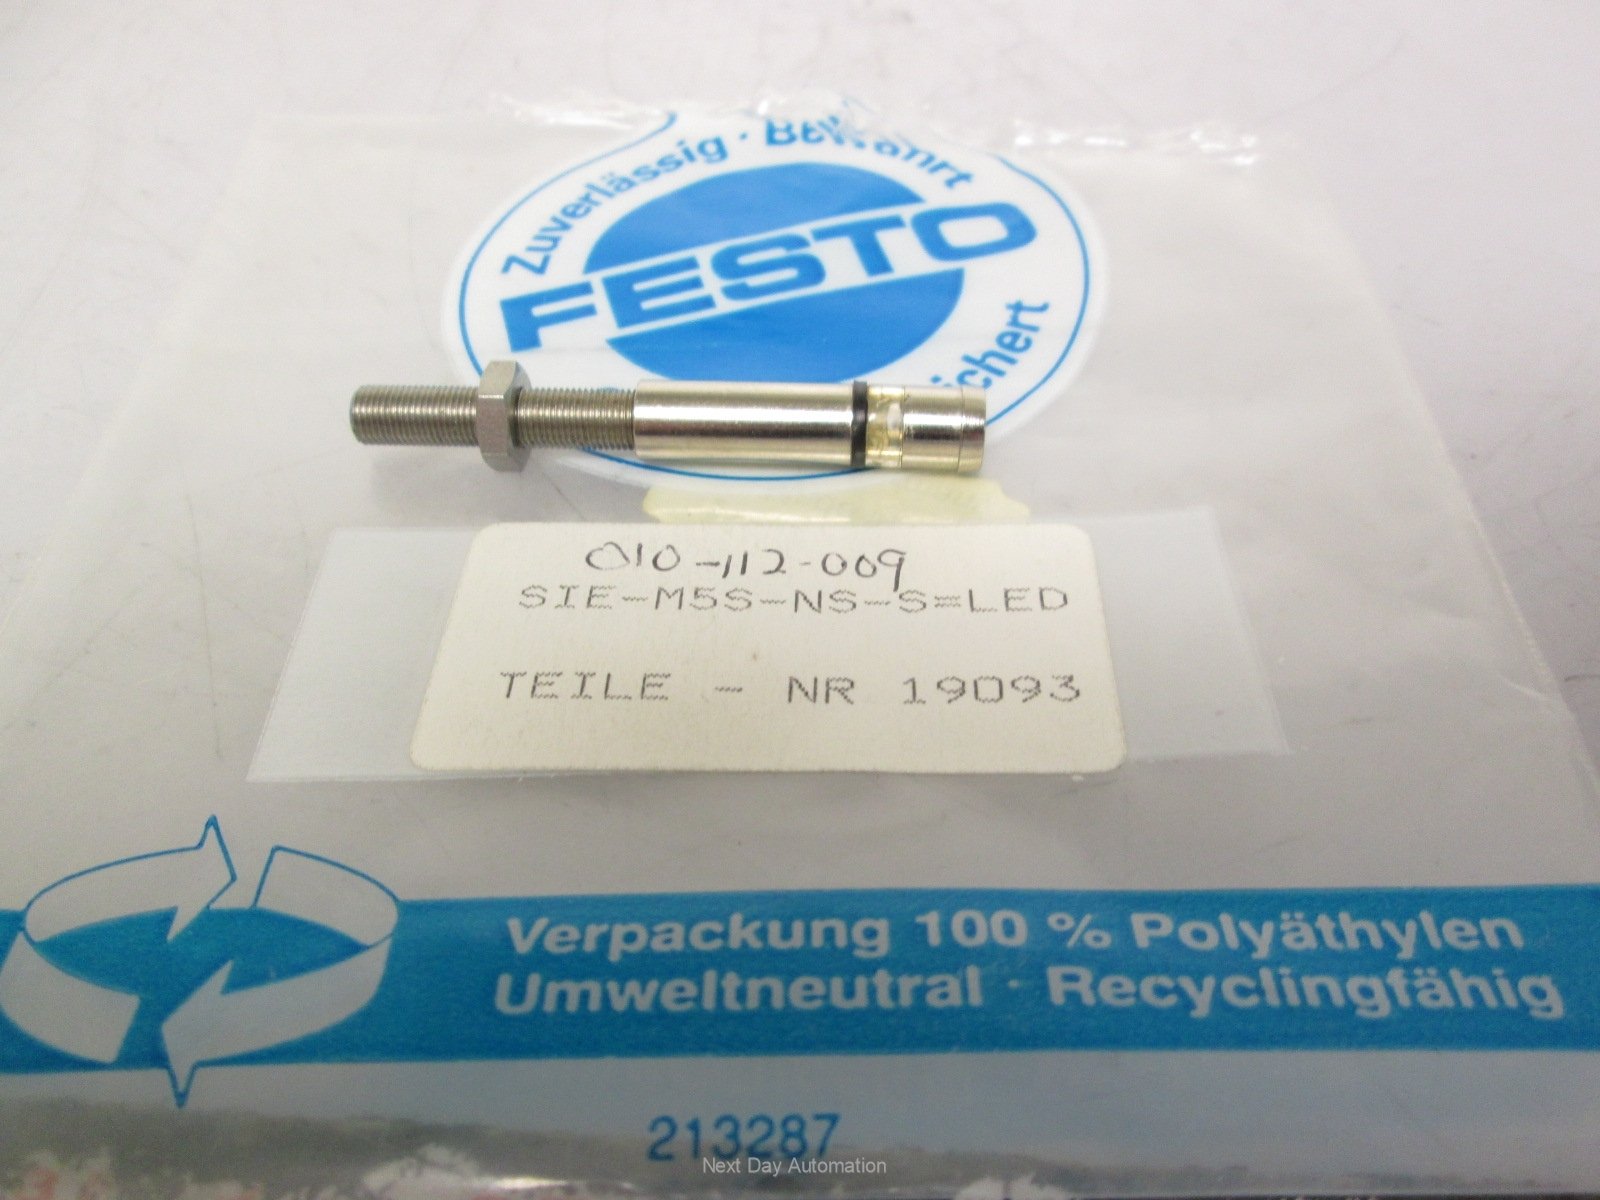 Zuverlässig · Bewährt
FESTO
010-112-009
SIE-M5S-NS-S=LED
TEILE - NR 19093
Verpackung 100 % Polyäthylen
Umweltneutral · Recyclingfähig
213287
Next Day Automation